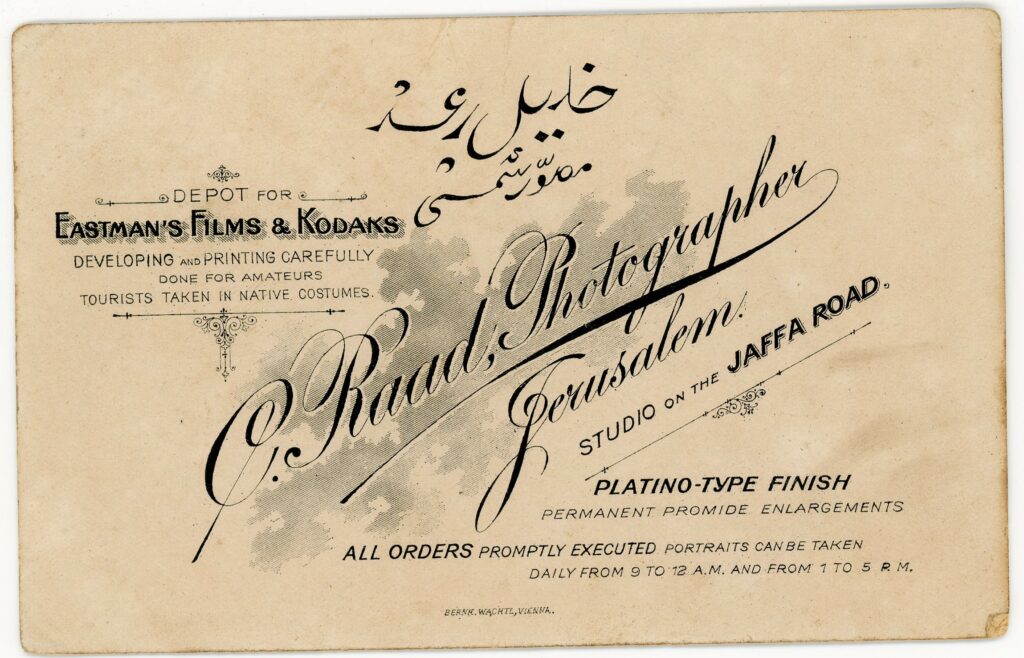 خليل رعد
مصوّر شمسي
DEPOT FOR
EASTMAN'S FILMS & KODAKS
DEVELOPING AND PRINTING CAREFULLY
DONE FOR AMATEURS
TOURISTS TAKEN IN NATIVE COSTUMES.
C. Raad, Photographer
Jerusalem.
STUDIO ON THE JAFFA ROAD.
PLATINO-TYPE FINISH
PERMANENT PROMIDE ENLARGEMENTS
ALL ORDERS PROMPTLY EXECUTED PORTRAITS CAN BE TAKEN
DAILY FROM 9 TO 12 A.M. AND FROM 1 TO 5 P.M.
BERNH. WACHTL, VIENNA.